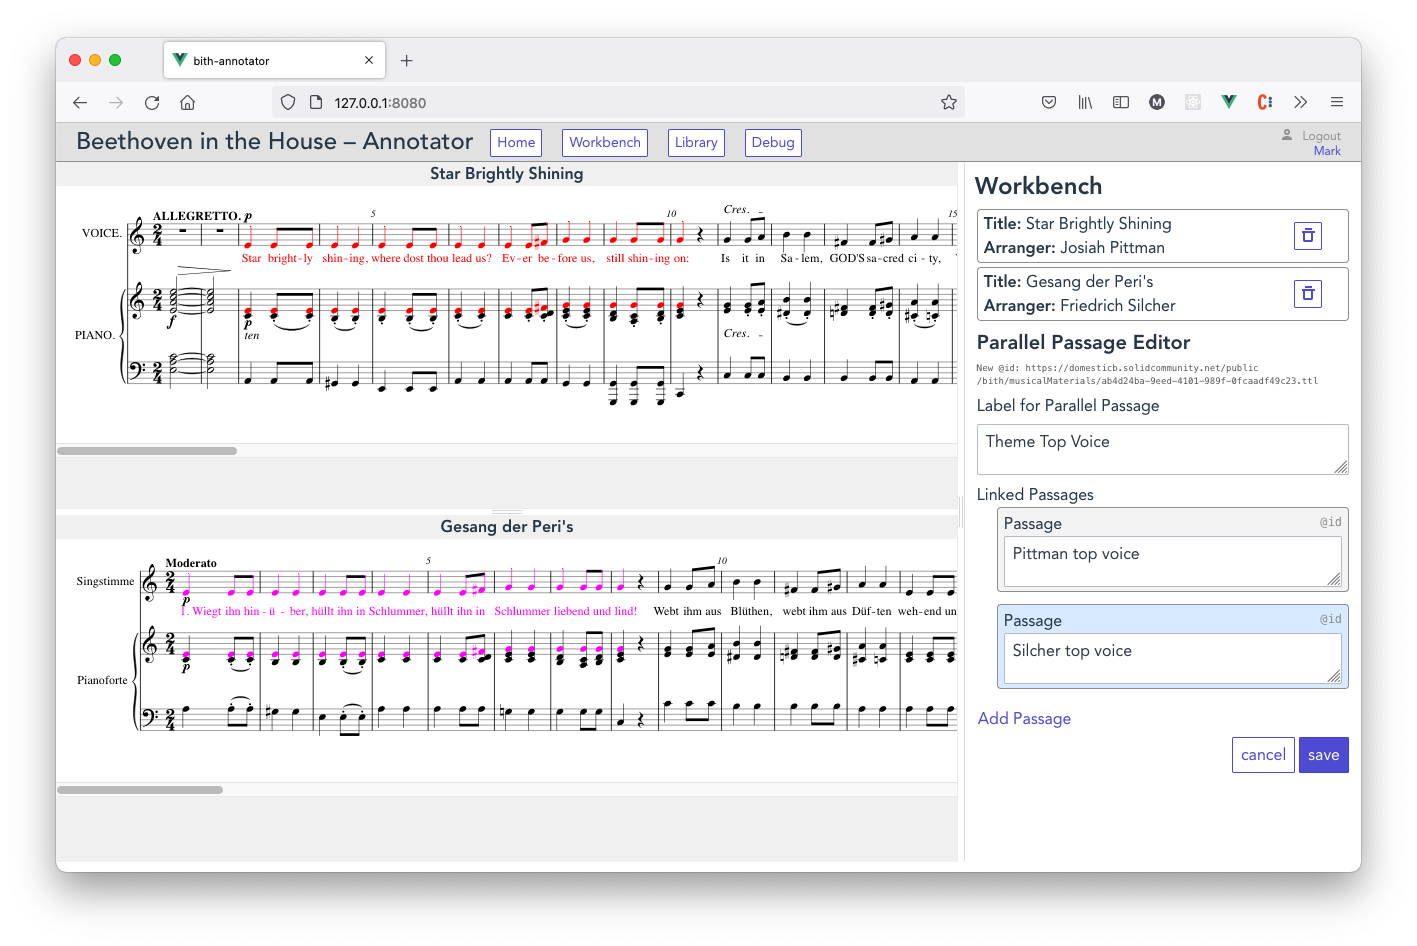 bith-annotator
127.0.0.1:8080
Beethoven in the House – Annotator
Home
Workbench
Library
Debug
Logout
Mark
Star Brightly Shining
5
10
15
ALLEGRETTO. p
Cres.
VOICE.
Star bright-ly shin-ing, where dost thou lead us? Ev-er be-fore us, still shin-ing on: Is it in Sa-lem, GOD'S sa-cred ci-ty,
f
p
PIANO.
ten
Cres.
Gesang der Peri's
5
10
Moderato
Singstimme
p
1. Wiegt ihn hin-ü-ber, hüllt ihn in Schlummer, hüllt ihn in Schlummer liebend und lind! Webt ihm aus Blüthen, webt ihm aus Düf-ten weh-end un
p
Pianoforte
Workbench
Title: Star Brightly Shining
Arranger: Josiah Pittman
Title: Gesang der Peri's
Arranger: Friedrich Silcher
Parallel Passage Editor
New @id: https://domesticb.solidcommunity.net/public
/bith/musicalMaterials/ab4d24ba-9eed-4101-989f-0fcaadf49c23.ttl
Label for Parallel Passage
Theme Top Voice
Linked Passages
Passage
@id
Pittman top voice
Passage
@id
Silcher top voice
Add Passage
cancel
save